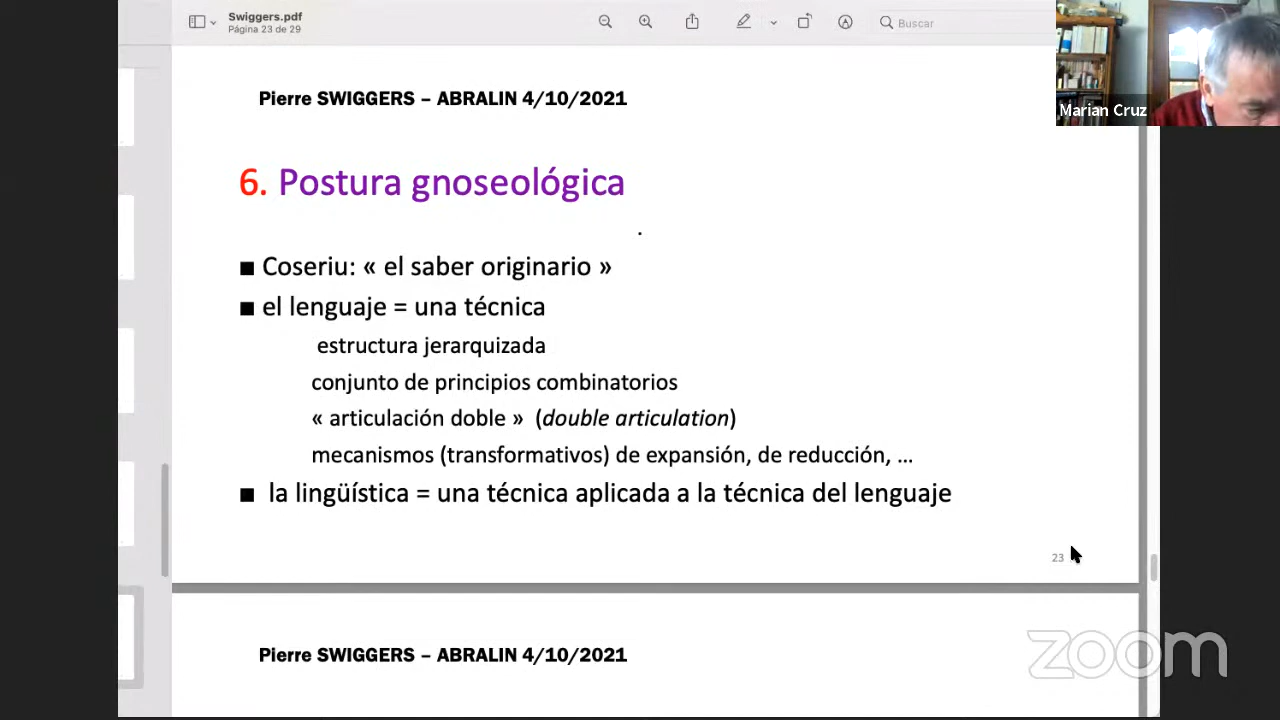 Swiggers.pdf
Página 23 de 29
Buscar
Marian Cruz
Pierre SWIGGERS – ABRALIN 4/10/2021
6. Postura gnoseológica
.
■ Coseriu: « el saber originario »
■ el lenguaje = una técnica
estructura jerarquizada
conjunto de principios combinatorios
« articulación doble » (double articulation)
mecanismos (transformativos) de expansión, de reducción, …
■ la lingüística = una técnica aplicada a la técnica del lenguaje
23
Pierre SWIGGERS – ABRALIN 4/10/2021
zoom